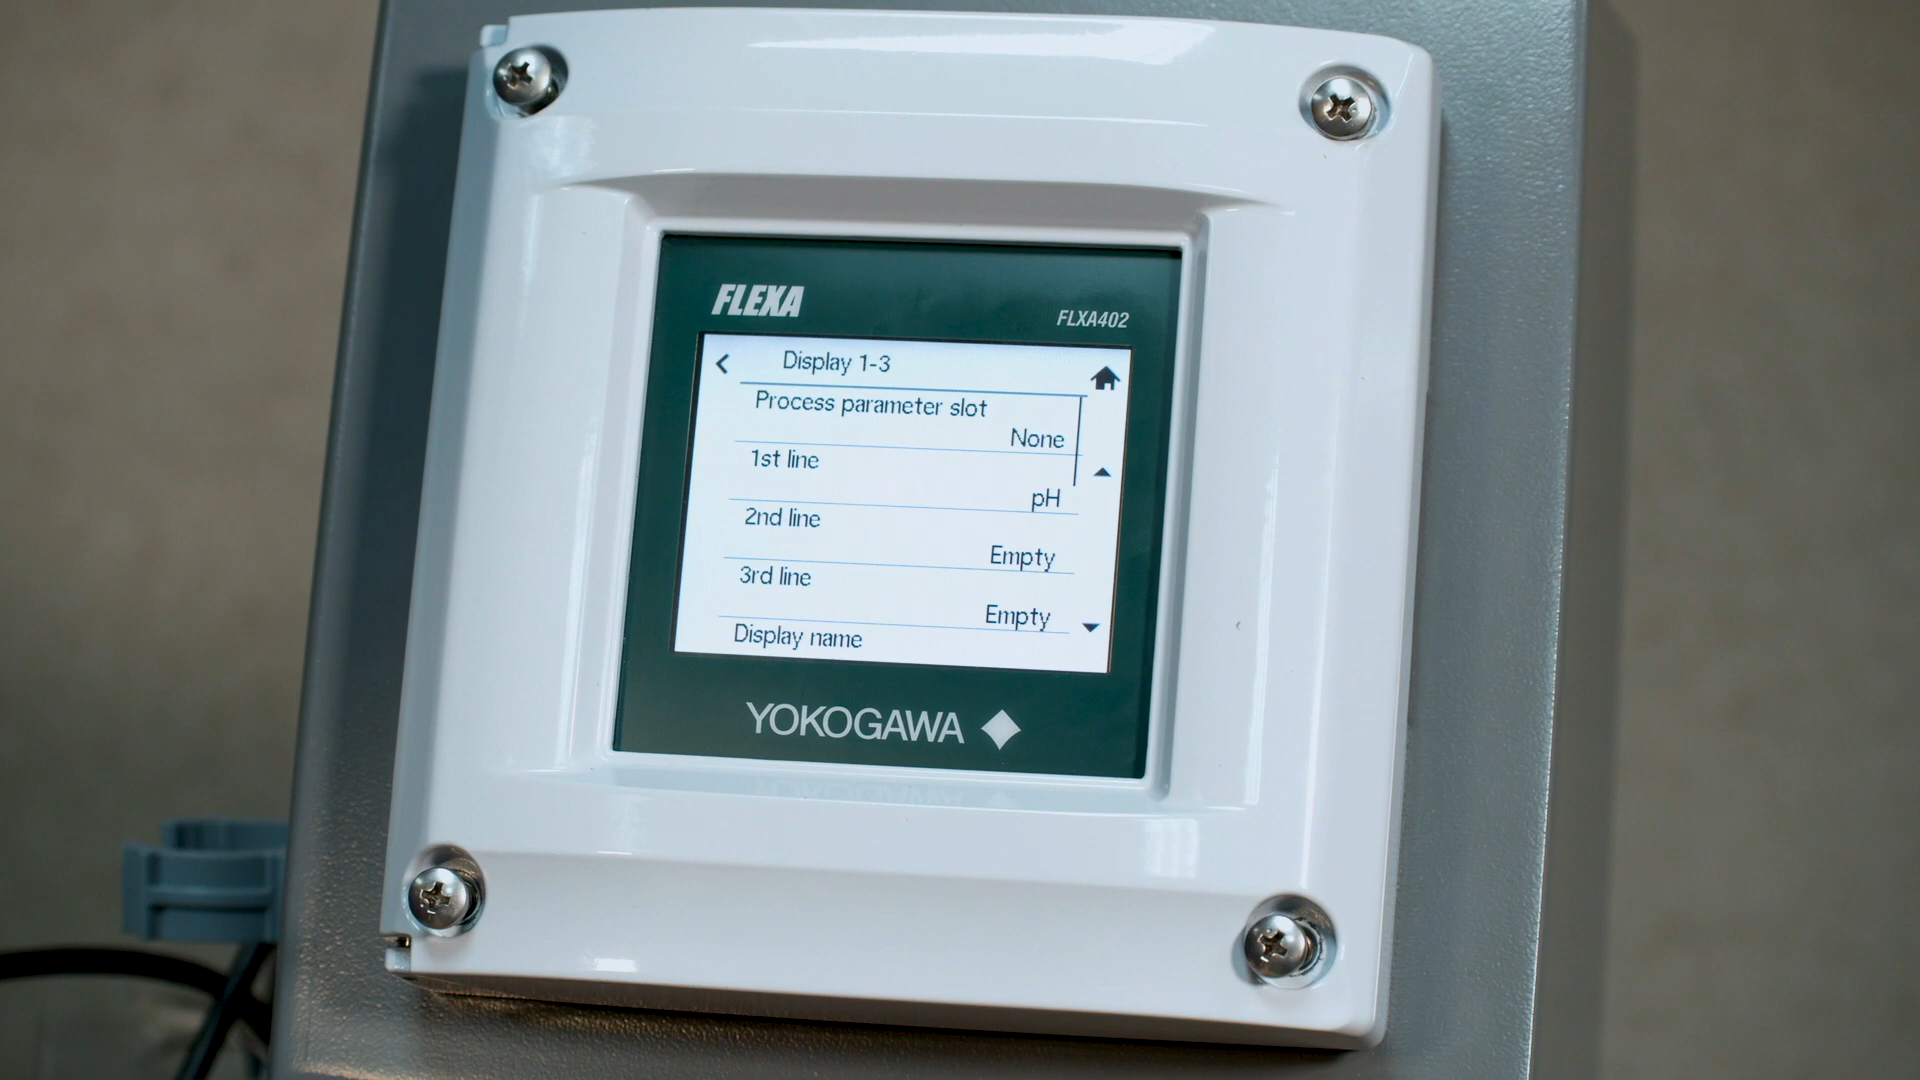 FLEXA
FLXA402
Display 1-3
Process parameter slot
None
1st line
pH
2nd line
Empty
3rd line
Empty
Display name
YOKOGAWA